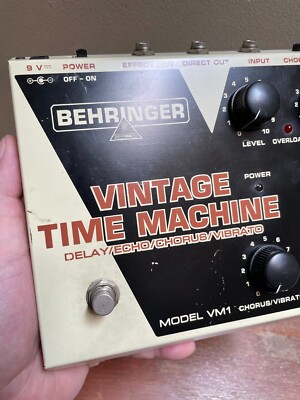 9 V POWER EFFECT OUT DIRECT OUT INPUT
OFF - ON
BEHRINGER
LEVEL
OVERLOAD
POWER
VINTAGE
TIME MACHINE
DELAY/ECHO/CHORUS/VIBRATO
MODEL VM1
CHORUS/VIBRATO